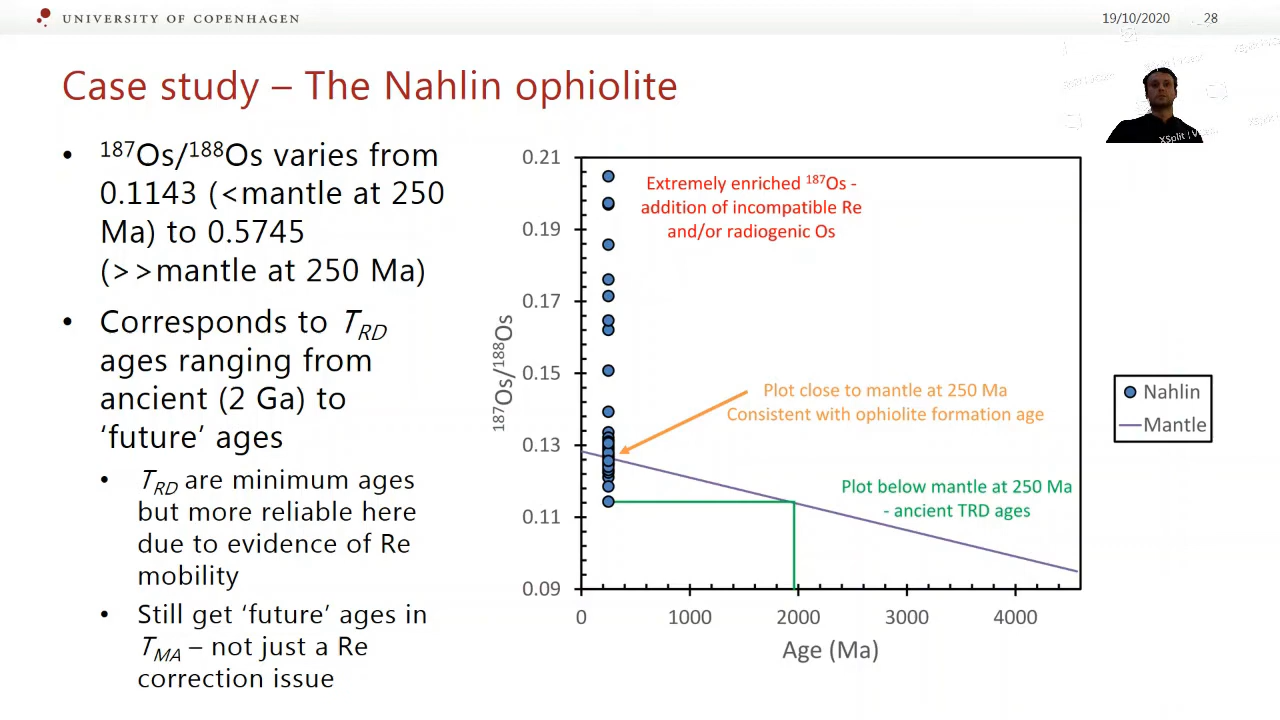 UNIVERSITY OF COPENHAGEN
19/10/2020 28
Case study – The Nahlin ophiolite
• ¹⁸⁷Os/¹⁸⁸Os varies from
0.1143 (<mantle at 250
Ma) to 0.5745
(>>mantle at 250 Ma)
• Corresponds to T_RD
ages ranging from
ancient (2 Ga) to
‘future’ ages
• T_RD are minimum ages
but more reliable here
due to evidence of Re
mobility
• Still get ‘future’ ages in
T_MA – not just a Re
correction issue
0.21
0.19
0.17
0.15
0.13
0.11
0.09
¹⁸⁷Os/¹⁸⁸Os
Extremely enriched ¹⁸⁷Os -
addition of incompatible Re
and/or radiogenic Os
Plot close to mantle at 250 Ma
Consistent with ophiolite formation age
Plot below mantle at 250 Ma
- ancient TRD ages
0 1000 2000 3000 4000
Age (Ma)
Nahlin
Mantle
XSplit